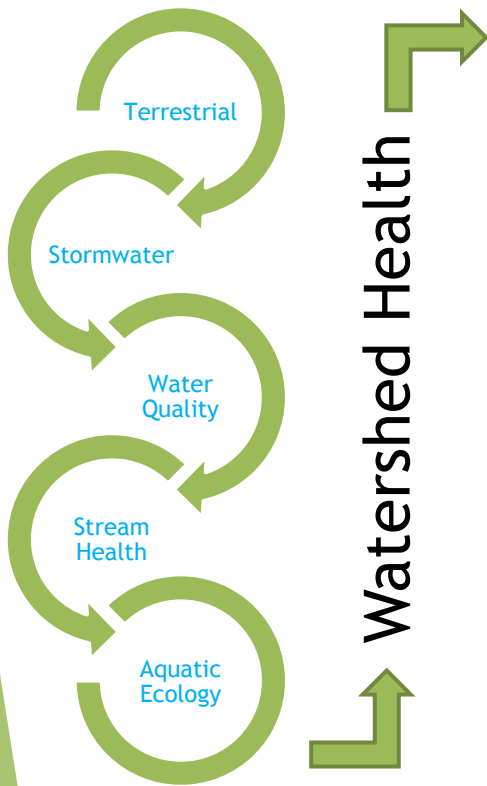 Terrestrial
Stormwater
Water
Quality
Stream
Health
Aquatic
Ecology
Watershed Health